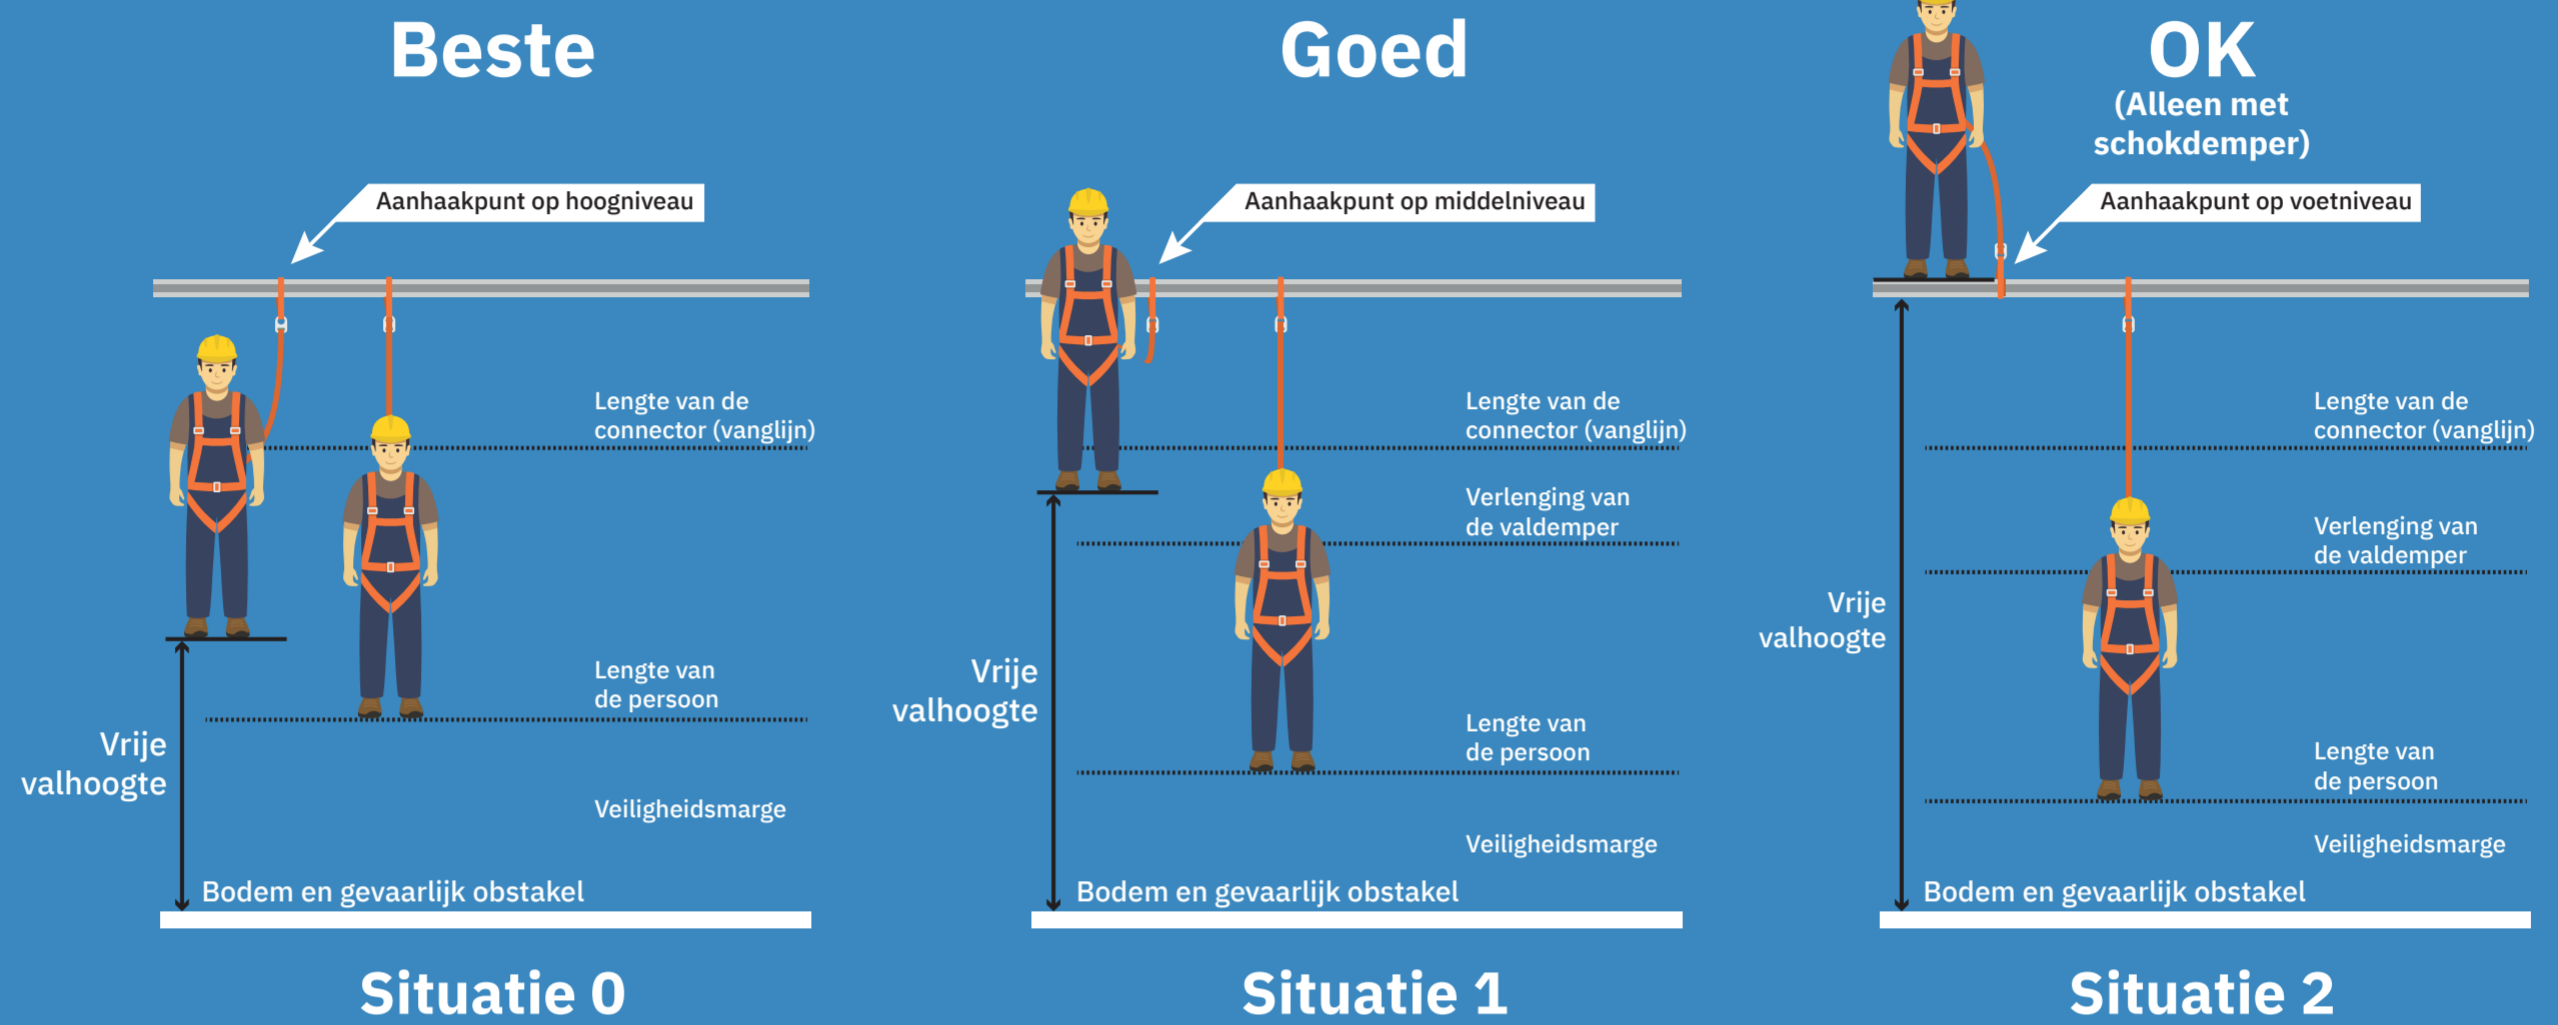 Beste
Aanhaakpunt op hoogniveau
Lengte van de
connector (vanglijn)
Lengte van
de persoon
Vrije
valhoogte
Veiligheidsmarge
Bodem en gevaarlijk obstakel
Situatie 0
Goed
Aanhaakpunt op middelniveau
Lengte van de
connector (vanglijn)
Verlenging van
de valdemper
Vrije
valhoogte
Lengte van
de persoon
Veiligheidsmarge
Bodem en gevaarlijk obstakel
Situatie 1
OK
(Alleen met
schokdemper)
Aanhaakpunt op voetniveau
Lengte van de
connector (vanglijn)
Verlenging van
de valdemper
Vrije
valhoogte
Lengte van
de persoon
Veiligheidsmarge
Bodem en gevaarlijk obstakel
Situatie 2